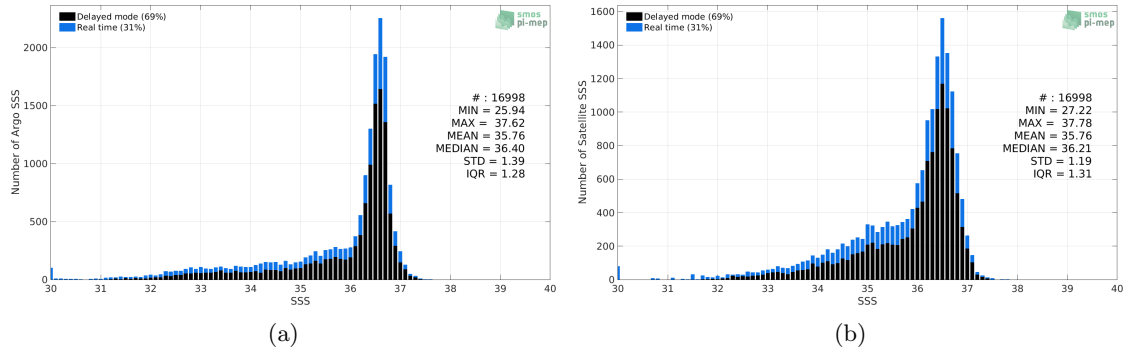 Delayed mode (69%)
Real time (31%)
smos
pi-mep
Number of Argo SSS
2000
1500
1000
500
0
# : 16998
MIN = 25.94
MAX = 37.62
MEAN = 35.76
MEDIAN = 36.40
STD = 1.39
IQR = 1.28
30 31 32 33 34 35 36 37 38 39 40
SSS
(a)
Delayed mode (69%)
Real time (31%)
smos
pi-mep
Number of Satellite SSS
1600
1400
1200
1000
800
600
400
200
0
# : 16998
MIN = 27.22
MAX = 37.78
MEAN = 35.76
MEDIAN = 36.21
STD = 1.19
IQR = 1.31
30 31 32 33 34 35 36 37 38 39 40
SSS
(b)